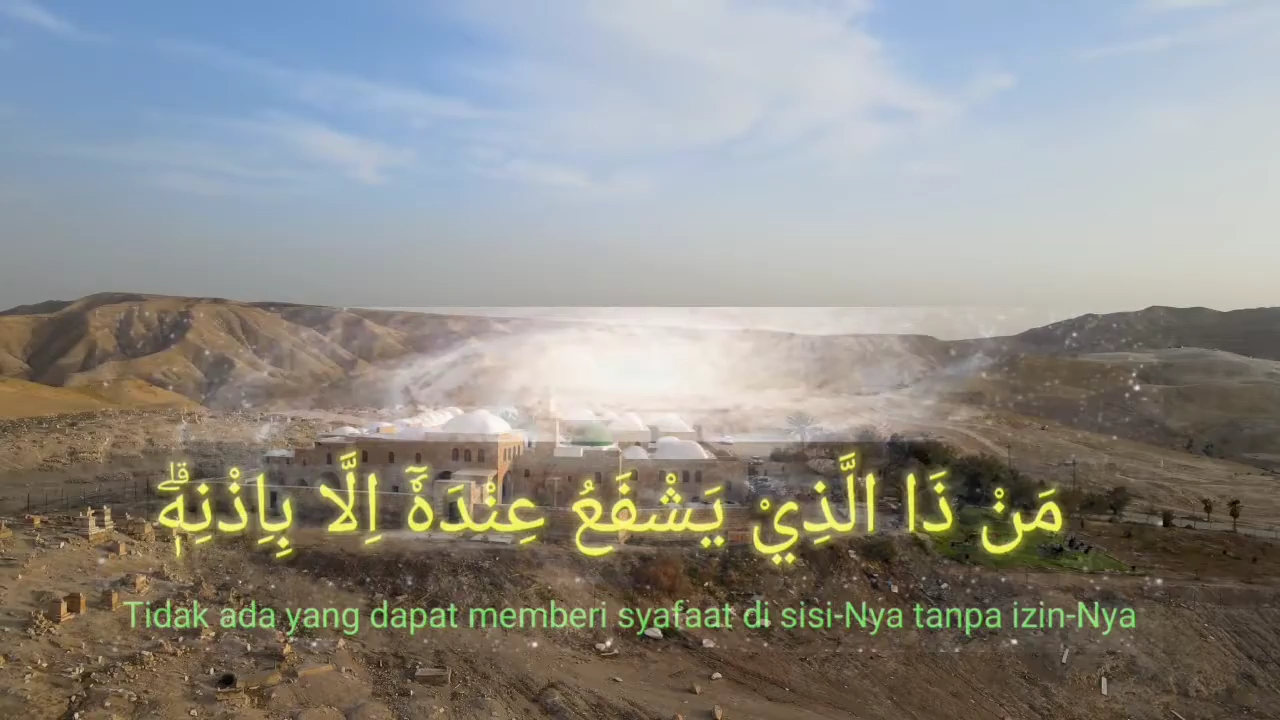 مَنْ ذَا الَّذِيْ يَشْفَعُ عِنْدَهٗٓ اِلَّا بِاِذْنِهٖۗ
Tidak ada yang dapat memberi syafaat di sisi-Nya tanpa izin-Nya